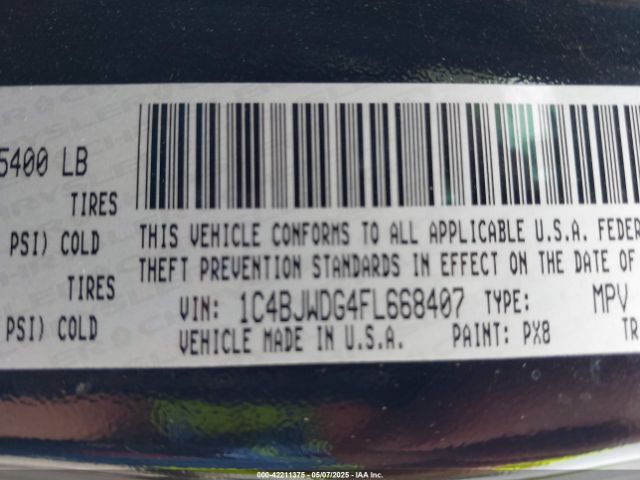 5400 LB
TIRES
PSI) COLD
TIRES
PSI) COLD
THIS VEHICLE CONFORMS TO ALL APPLICABLE U.S.A. FEDER
THEFT PREVENTION STANDARDS IN EFFECT ON THE DATE OF
VIN: 1C4BJWDG4FL668407 TYPE: MPV
VEHICLE MADE IN U.S.A. PAINT: PX8 TR
000-42211375 - 05/07/2025 - IAA Inc.